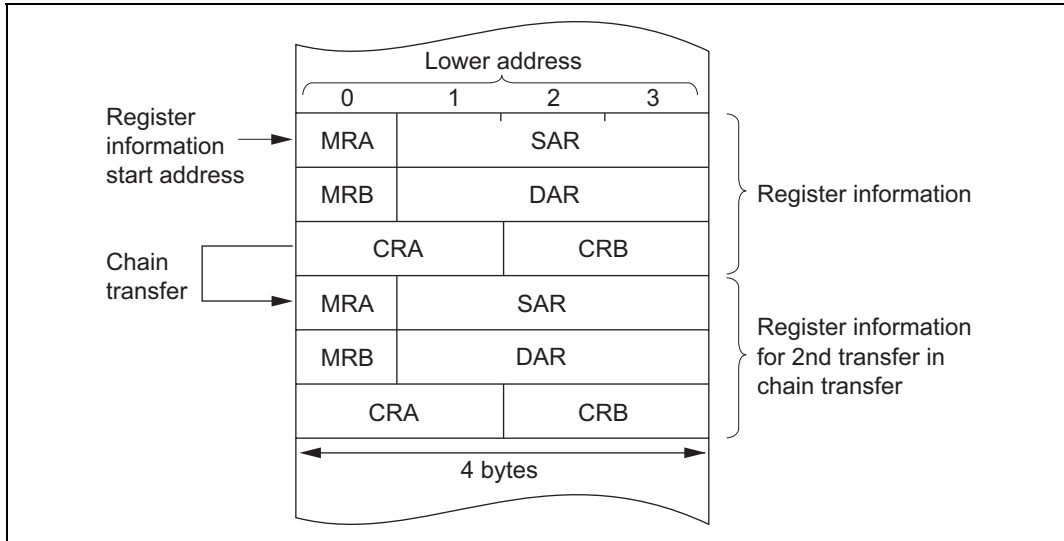 Lower address
0 1 2 3
Register
information
start address
MRA SAR
MRB DAR
Register information
CRA CRB
Chain
transfer
MRA SAR
MRB DAR
Register information
for 2nd transfer in
chain transfer
CRA CRB
4 bytes